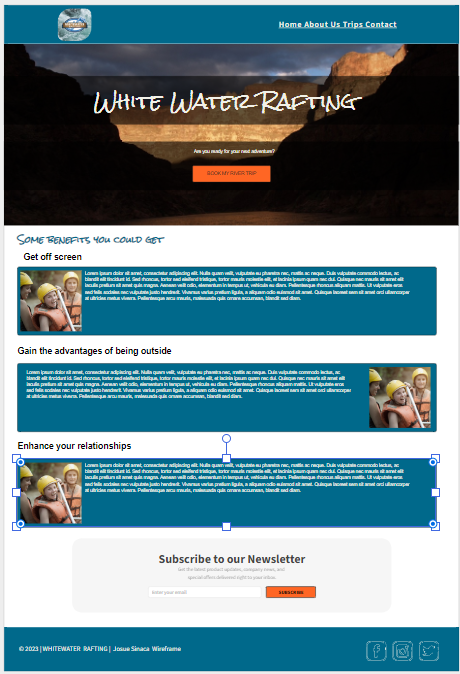 Home About Us Trips Contact
White Water Rafting
Are you ready for your next adventure?
BOOK MY RIVER TRIP
Some benefits you could get
Get off screen
Lorem ipsum dolor sit amet, consectetur adipiscing elit. Nulla quam velit, vulputate eu pharetra nec, mattis ac neque. Duis vulputate commodo lectus, ac
blandit elit tincidunt id. Sed rhoncus, tortor sed eleifend tristique, tortor mauris molestie elit, et lacinia ipsum quam nec dui. Quisque nec mauris sit amet elit
iaculis pretium sit amet quis magna. Aenean velit odio, elementum in tempus ut, vehicula eu diam. Pellentesque rhoncus aliquam mattis. Ut vulputate eros
sed felis sodales nec vulputate justo hendrerit. Vivamus varius pretium ligula, a aliquam odio euismod sit amet. Quisque laoreet sem sit amet orci ullamcorper
at ultricies metus viverra. Pellentesque arcu mauris, malesuada quis ornare accumsan, blandit sed diam.
Gain the advantages of being outside
Lorem ipsum dolor sit amet, consectetur adipiscing elit. Nulla quam velit, vulputate eu pharetra nec, mattis ac neque. Duis vulputate commodo lectus, ac
blandit elit tincidunt id. Sed rhoncus, tortor sed eleifend tristique, tortor mauris molestie elit, et lacinia ipsum quam nec dui. Quisque nec mauris sit amet elit
iaculis pretium sit amet quis magna. Aenean velit odio, elementum in tempus ut, vehicula eu diam. Pellentesque rhoncus aliquam mattis. Ut vulputate eros
sed felis sodales nec vulputate justo hendrerit. Vivamus varius pretium ligula, a aliquam odio euismod sit amet. Quisque laoreet sem sit amet orci ullamcorper
at ultricies metus viverra. Pellentesque arcu mauris, malesuada quis ornare accumsan, blandit sed diam.
Enhance your relationships
Lorem ipsum dolor sit amet, consectetur adipiscing elit. Nulla quam velit, vulputate eu pharetra nec, mattis ac neque. Duis vulputate commodo lectus, ac
blandit elit tincidunt id. Sed rhoncus, tortor sed eleifend tristique, tortor mauris molestie elit, et lacinia ipsum quam nec dui. Quisque nec mauris sit amet elit
iaculis pretium sit amet quis magna. Aenean velit odio, elementum in tempus ut, vehicula eu diam. Pellentesque rhoncus aliquam mattis. Ut vulputate eros
sed felis sodales nec vulputate justo hendrerit. Vivamus varius pretium ligula, a aliquam odio euismod sit amet. Quisque laoreet sem sit amet orci ullamcorper
at ultricies metus viverra. Pellentesque arcu mauris, malesuada quis ornare accumsan, blandit sed diam.
Subscribe to our Newsletter
Get the latest product updates, company news, and
special offers delivered right to your inbox.
Enter your email
SUBSCRIBE
© 2023 | WHITEWATER RAFTING | Josue Sinaca Wireframe